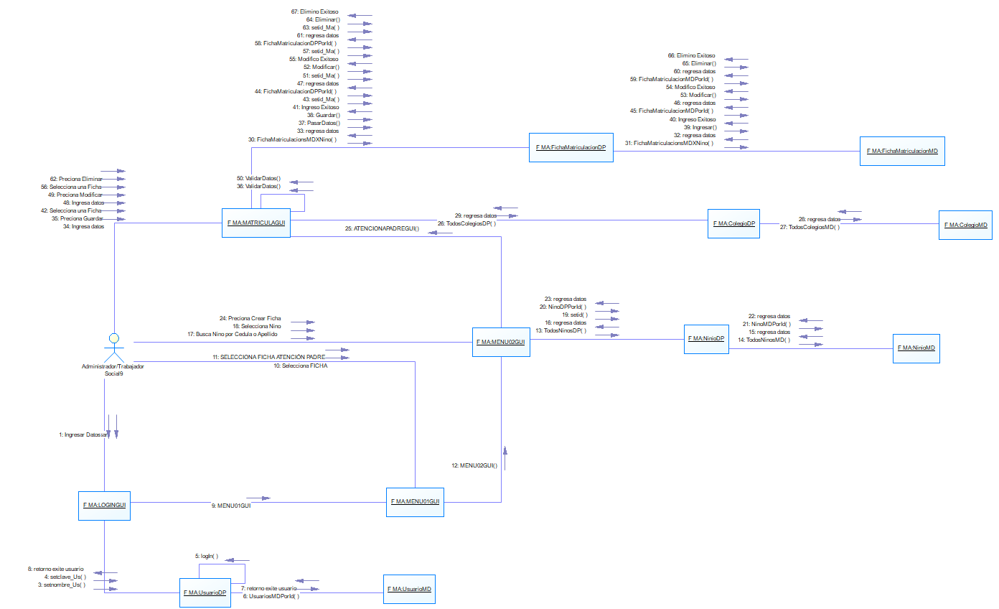 67: Elimino Exitoso
64: Eliminar()
63: setid_Ma( )
61: regresa datos
58: FichaMatriculacionDPPorId( )
57: setid_Ma( )
55: Modifico Exitoso
52: Modificar()
51: setid_Ma( )
47: regresa datos
44: FichaMatriculacionDPPorId( )
43: setid_Ma( )
41: Ingreso Exitoso
38: Guardar()
37: PasarDatos()
33: regresa datos
30: FichaMatriculacionsMDXNino( )
66: Elimino Exitoso
65: Eliminar()
60: regresa datos
59: FichaMatriculacionMDPorId( )
54: Modifico Exitoso
53: Modificar()
46: regresa datos
45: FichaMatriculacionMDPorId( )
40: Ingreso Exitoso
39: Ingresar()
32: regresa datos
31: FichaMatriculacionsMDXNino( )
F MA:FichaMatriculacionDP
F MA:FichaMatriculacionMD
62: Preciona Eliminar
56: Selecciona una Ficha
49: Preciona Modificar
48: Ingresa datos
42: Selecciona una Ficha
35: Preciona Guardar
34: Ingresa datos
50: ValidarDatos()
36: ValidarDatos()
F MA:MATRICULAGUI
29: regresa datos
26: TodosColegiosDP( )
25: ATENCIONAPADREGUI()
F MA:ColegioDP
28: regresa datos
27: TodosColegiosMD( )
F MA:ColegioMD
24: Preciona Crear Ficha
18: Selecciona Nino
17: Busca Nino por Cedula o Apellido
23: regresa datos
20: NinoDPPorId( )
19: setid( )
16: regresa datos
13: TodosNinosDP( )
22: regresa datos
21: NinoMDPorId( )
15: regresa datos
14: TodosNinosMD( )
F MA:MENU02GUI
F MA:NinioDP
F MA:NinioMD
Administrador/Trabajador
Social9
11: SELECCIONA FICHA ATENCIÓN PADRE
10: Selecciona FICHA
1: Ingresar Datos
12: MENU02GUI()
F MA:LOGINGUI
9: MENU01GUI
F MA:MENU01GUI
5: logIn( )
8: retorno exite usuario
4: setclave_Us( )
3: setnombre_Us( )
F MA:UsuarioDP
7: retorno exite usuario
6: UsuariosMDPorId( )
F MA:UsuarioMD